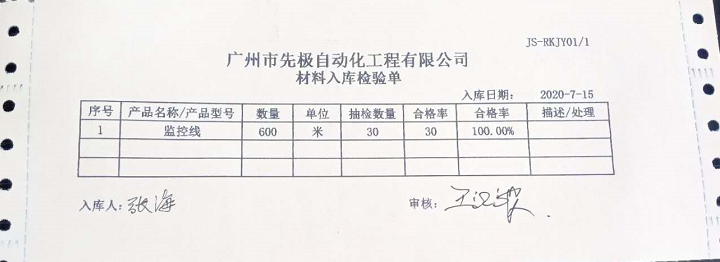 JS-RKJY01/1
广州市先极自动化工程有限公司
材料入库检验单
入库日期: 2020-7-15
序号 产品名称/产品型号 数量 单位 抽检数量 合格率 合格率 描述/处理
1 监控线 600 米 30 30 100.00%
入库人: 张海 审核: